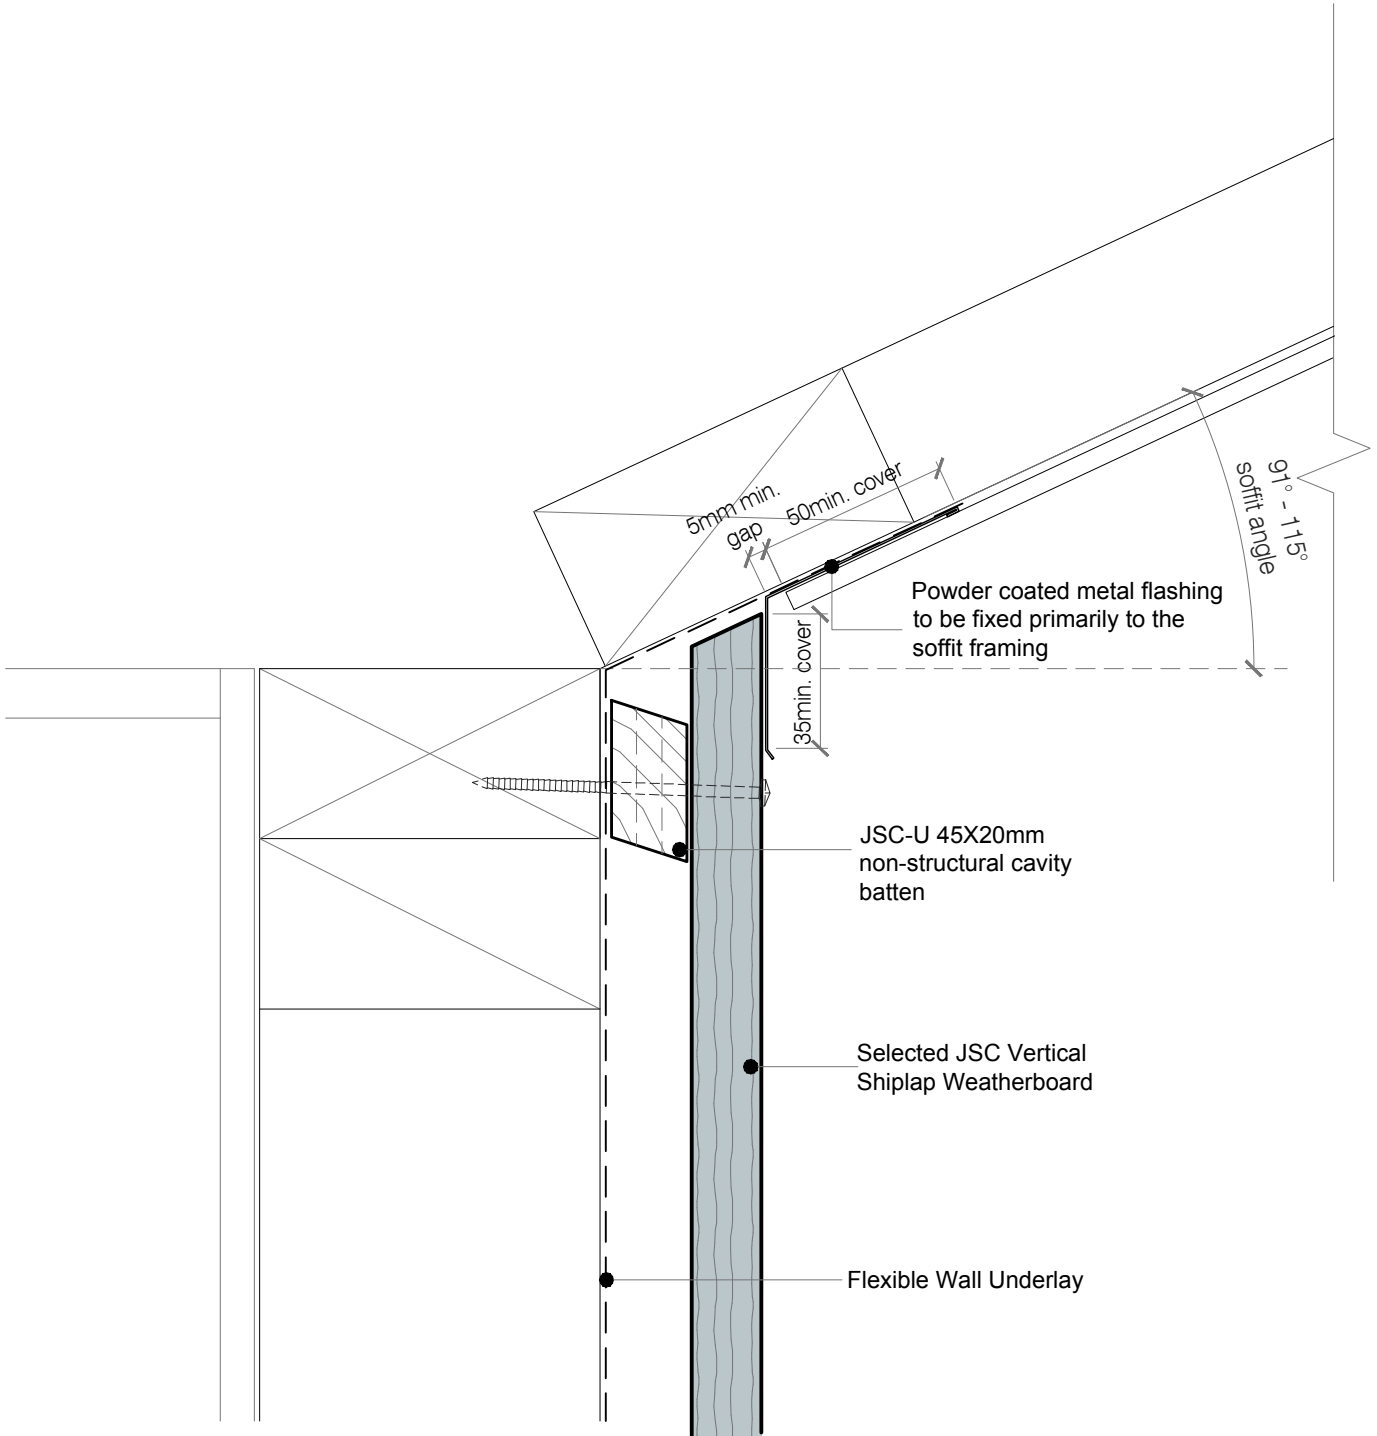 5mm min.
gap
50min. cover
91° - 115°
soffit angle
Powder coated metal flashing
to be fixed primarily to the
soffit framing
35min. cover
JSC-U 45X20mm
non-structural cavity
batten
Selected JSC Vertical
Shiplap Weatherboard
Flexible Wall Underlay